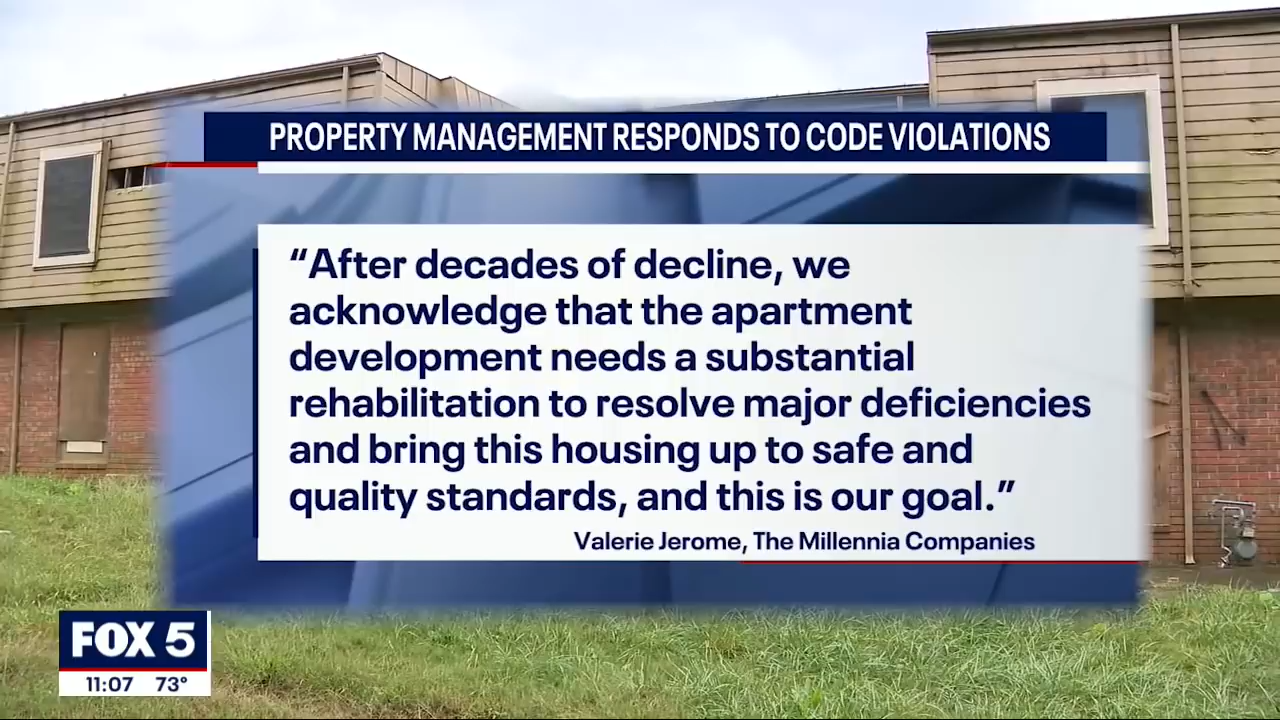 PROPERTY MANAGEMENT RESPONDS TO CODE VIOLATIONS
“After decades of decline, we
acknowledge that the apartment
development needs a substantial
rehabilitation to resolve major deficiencies
and bring this housing up to safe and
quality standards, and this is our goal.”
Valerie Jerome, The Millennia Companies
FOX 5
11:07 73°